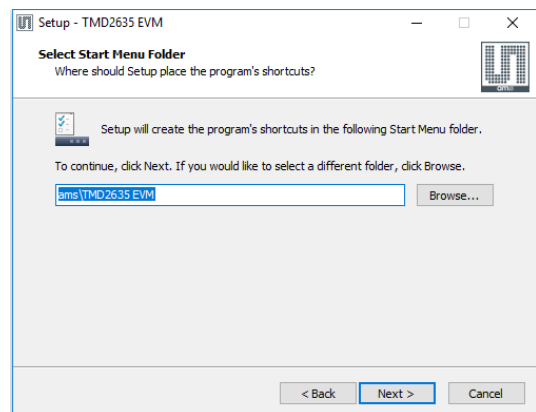 Setup - TMD2635 EVM
Select Start Menu Folder
Where should Setup place the program's shortcuts?
am
Setup will create the program's shortcuts in the following Start Menu folder.
To continue, click Next. If you would like to select a different folder, click Browse.
ams\TMD2635 EVM
Browse...
< Back
Next >
Cancel